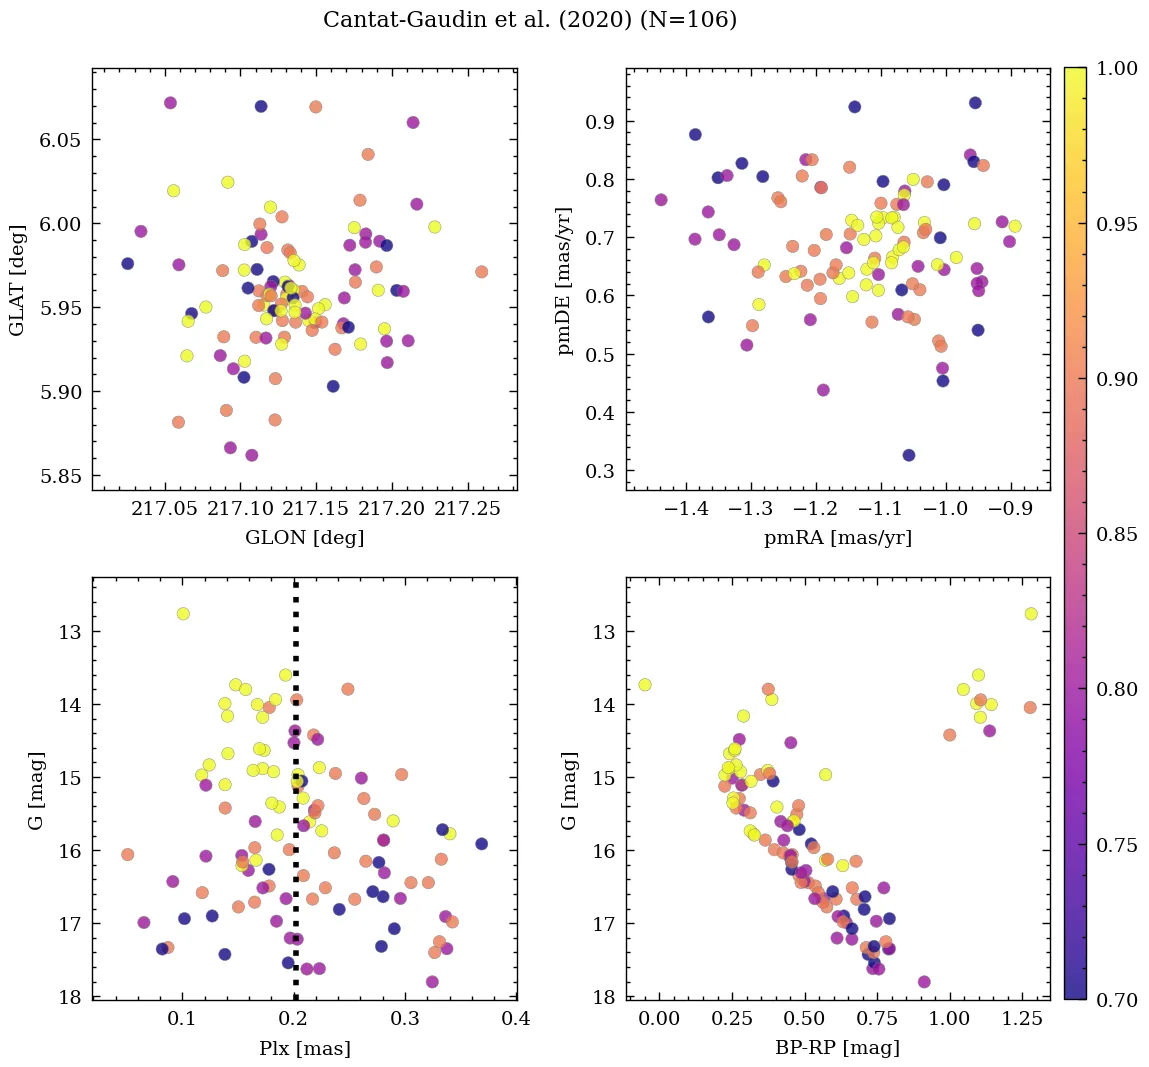 Cantat-Gaudin et al. (2020) (N=106)
6.05
6.00
5.95
5.90
5.85
GLAT [deg]
217.05 217.10 217.15 217.20 217.25
GLON [deg]
0.9
0.8
0.7
0.6
0.5
0.4
0.3
pmDE [mas/yr]
−1.4 −1.3 −1.2 −1.1 −1.0 −0.9
pmRA [mas/yr]
1.00
0.95
0.90
0.85
0.80
0.75
0.70
13
14
15
16
17
18
G [mag]
0.1 0.2 0.3 0.4
Plx [mas]
13
14
15
16
17
18
G [mag]
0.00 0.25 0.50 0.75 1.00 1.25
BP-RP [mag]